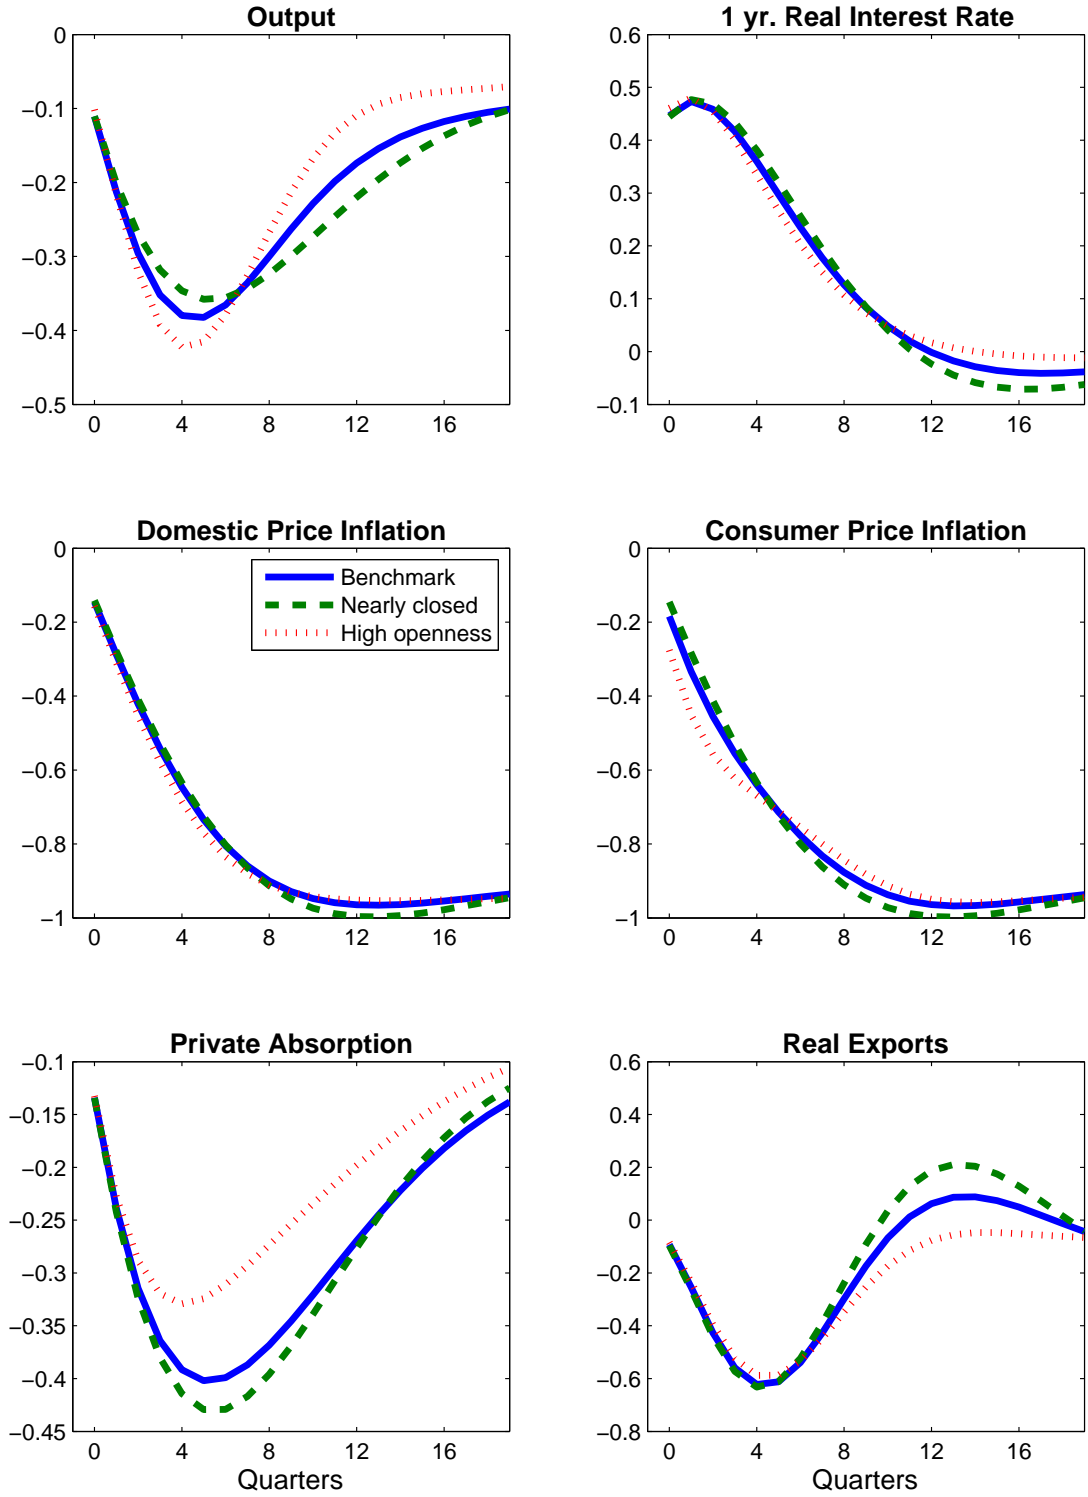 Output
0
−0.1
−0.2
−0.3
−0.4
−0.5
0 4 8 12 16
1 yr. Real Interest Rate
0.6
0.5
0.4
0.3
0.2
0.1
0
−0.1
0 4 8 12 16
Domestic Price Inflation
0
−0.2
−0.4
−0.6
−0.8
−1
0 4 8 12 16
Benchmark
Nearly closed
High openness
Consumer Price Inflation
0
−0.2
−0.4
−0.6
−0.8
−1
0 4 8 12 16
Private Absorption
−0.1
−0.15
−0.2
−0.25
−0.3
−0.35
−0.4
−0.45
0 4 8 12 16
Quarters
Real Exports
0.6
0.4
0.2
0
−0.2
−0.4
−0.6
−0.8
0 4 8 12 16
Quarters